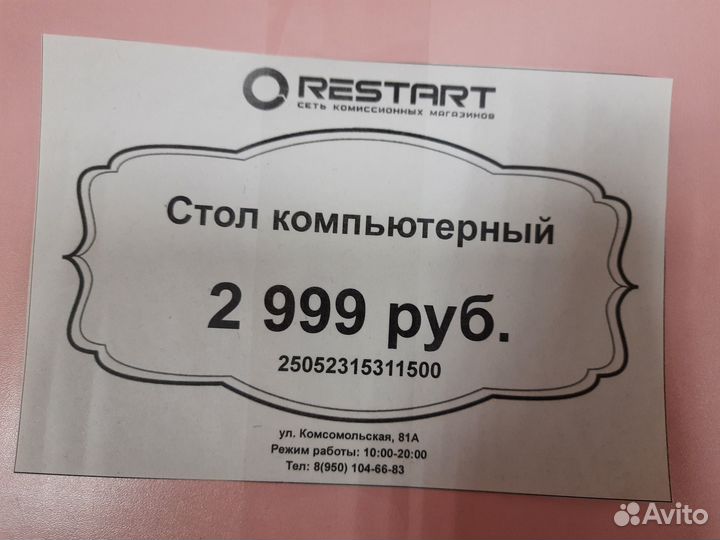 RESTART
СЕТЬ КОМИССИОННЫХ МАГАЗИНОВ
Стол компьютерный
2 999 руб.
25052315311500
ул. Комсомольская, 81А
Режим работы: 10:00-20:00
Тел: 8(950) 104-66-83
Avito